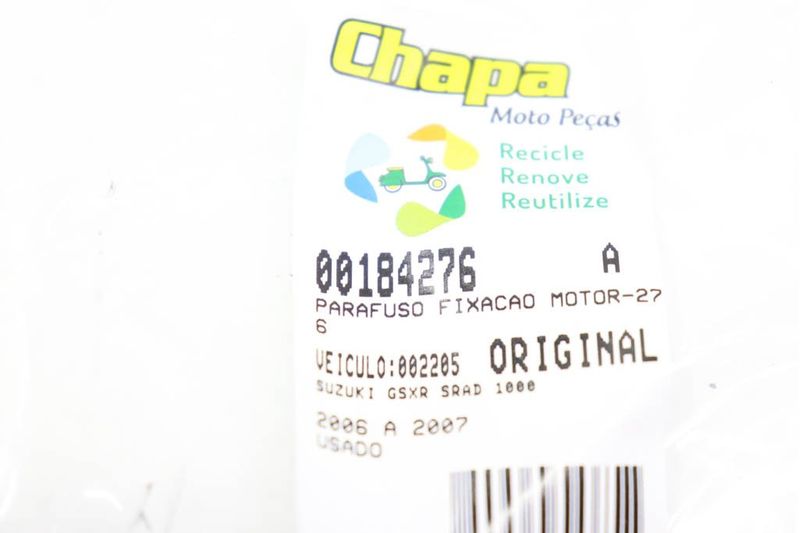 Chapa
Moto Peças
Recicle
Renove
Reutilize
00184276 A
PARAFUSO FIXACAO MOTOR-27
6
VEICULO:002205 ORIGINAL
SUZUKI GSXR SRAD 1000
2006 A 2007
USADO